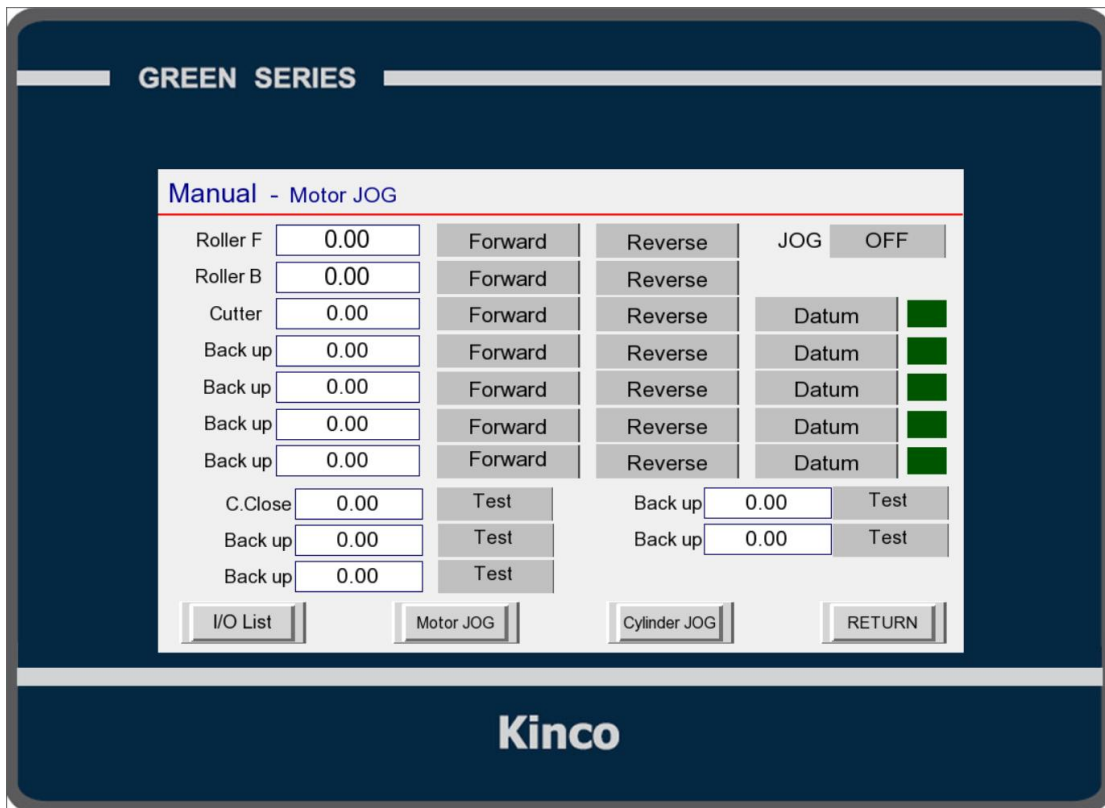 GREEN SERIES
Manual - Motor JOG
Roller F 0.00 Forward Reverse JOG OFF
Roller B 0.00 Forward Reverse
Cutter 0.00 Forward Reverse Datum
Back up 0.00 Forward Reverse Datum
Back up 0.00 Forward Reverse Datum
Back up 0.00 Forward Reverse Datum
Back up 0.00 Forward Reverse Datum
C.Close 0.00 Test Back up 0.00 Test
Back up 0.00 Test Back up 0.00 Test
Back up 0.00 Test
I/O List Motor JOG Cylinder JOG RETURN
Kinco